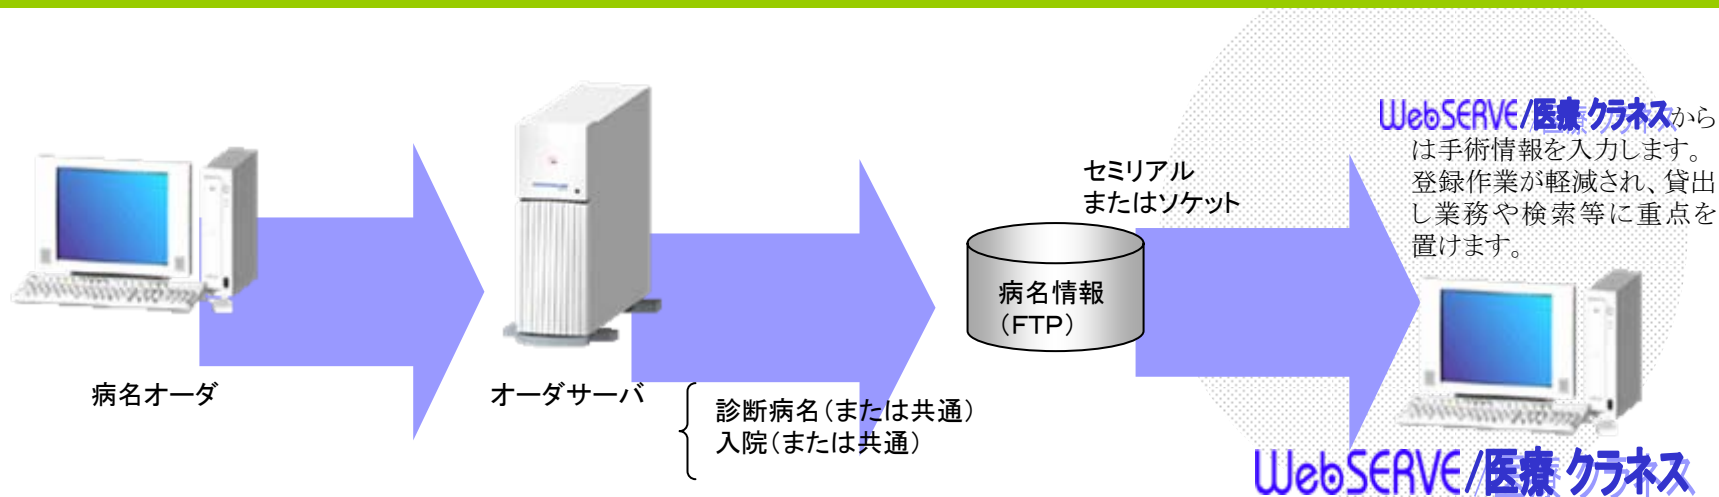 WebSERVE/医療 クラネスから
は手術情報を入力します。
登録作業が軽減され、貸出
し業務や検索等に重点を
置けます。
セミリアル
またはソケット
病名情報
（FTP）
病名オーダ
オーダサーバ
診断病名（または共通）
入院（または共通）
WebSERVE/医療 クラネス